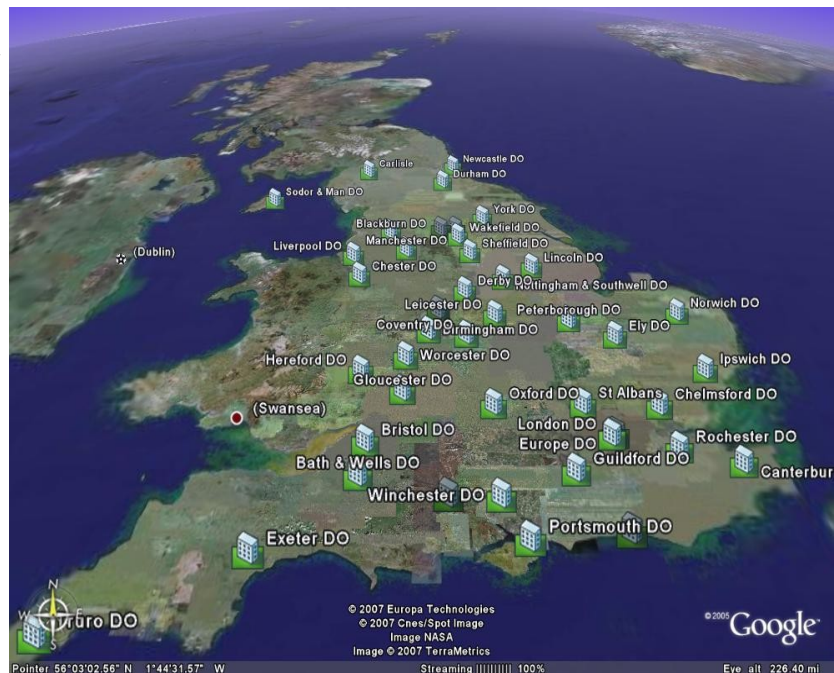 Newcastle DO
Carlisle
Durham DO
Sodor & Man DO
York DO
Blackburn DO
Wakefield DO
Manchester DO
Sheffield DO
Liverpool DO
(Dublin)
Lincoln DO
Chester DO
Derby DO
Nottingham & Southwell DO
Leicester DO
Peterborough DO
Norwich DO
Coventry DO
Birmingham DO
Ely DO
Worcester DO
Hereford DO
Ipswich DO
Gloucester DO
Oxford DO
St Albans
Chelmsford DO
(Swansea)
London DO
Bristol DO
Europe DO
Rochester DO
Guildford DO
Bath & Wells DO
Canterbur
Winchester DO
Portsmouth DO
Exeter DO
N
W
E
S
Truro DO
© 2007 Europa Technologies
© 2007 Cnes/Spot Image
Image NASA
Image © 2007 TerraMetrics
© 2005 Google
Pointer 56°03'02.56" N 1°44'31.57" W
Streaming |||||||||| 100%
Eye alt 226.40 mi